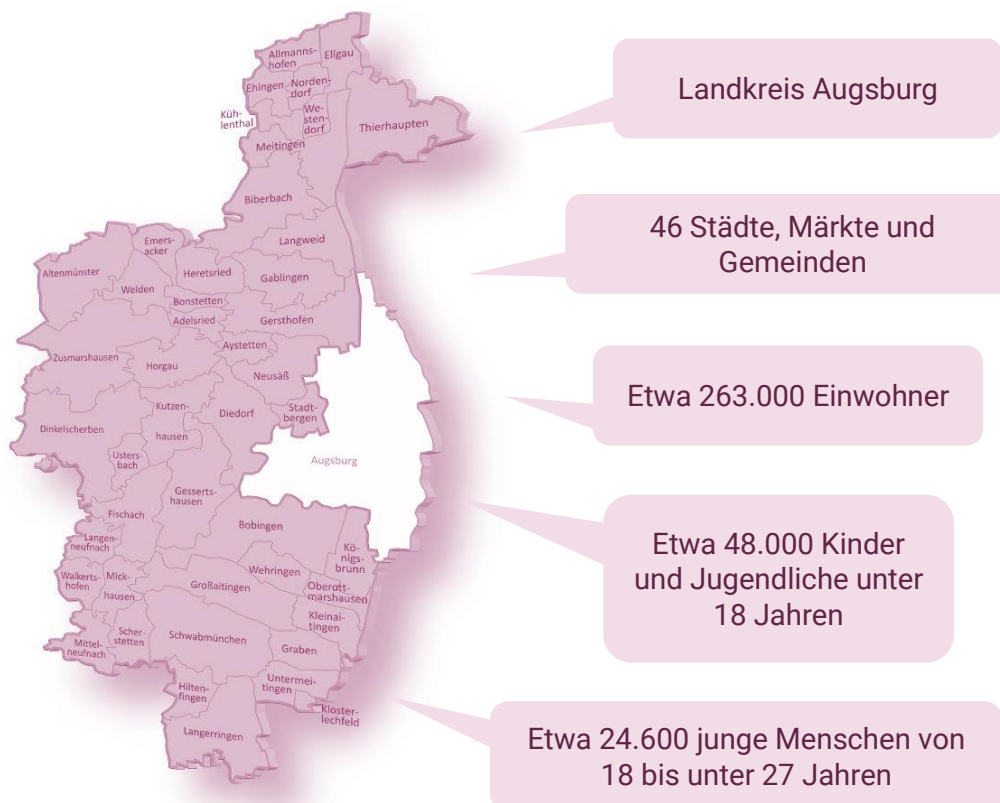 Allmanns-
hofen
Ellgau
Ehingen
Norden-
dorf
Küh-
lenthal
We-
sten-
dorf
Thierhaupten
Meitingen
Biberbach
Langweid
Emers-
acker
Altenmünster
Heretsried
Gablingen
Welden
Bonstetten
Adelsried
Gersthofen
Aystetten
Zusmarshausen
Horgau
Neusäß
Kutzen-
hausen
Diedorf
Stadt-
bergen
Dinkelscherben
Usters-
bach
Augsburg
Gesserts-
hausen
Fischach
Bobingen
Langen-
neufnach
Kö-
nigs-
brunn
Wehringen
Walkerts-
hofen
Mick-
hausen
Großaitingen
Oberott-
marshausen
Kleinai-
tingen
Scher-
stetten
Schwabmünchen
Mittel-
neufnach
Graben
Untermei-
tingen
Hilten-
fingen
Kloster-
lechfeld
Langerringen
Landkreis Augsburg
46 Städte, Märkte und
Gemeinden
Etwa 263.000 Einwohner
Etwa 48.000 Kinder
und Jugendliche unter
18 Jahren
Etwa 24.600 junge Menschen von
18 bis unter 27 Jahren